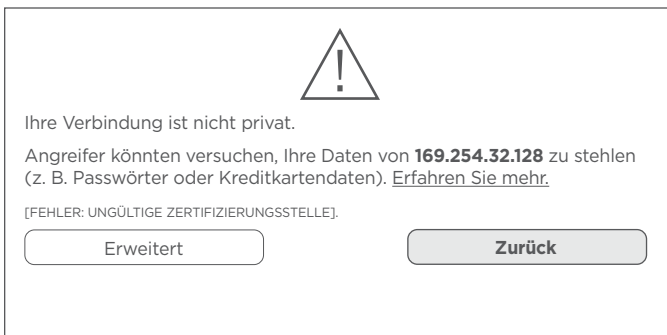 !
Ihre Verbindung ist nicht privat.
Angreifer könnten versuchen, Ihre Daten von 169.254.32.128 zu stehlen
(z. B. Passwörter oder Kreditkartendaten). Erfahren Sie mehr.
[FEHLER: UNGÜLTIGE ZERTIFIZIERUNGSSTELLE].
Erweitert
Zurück